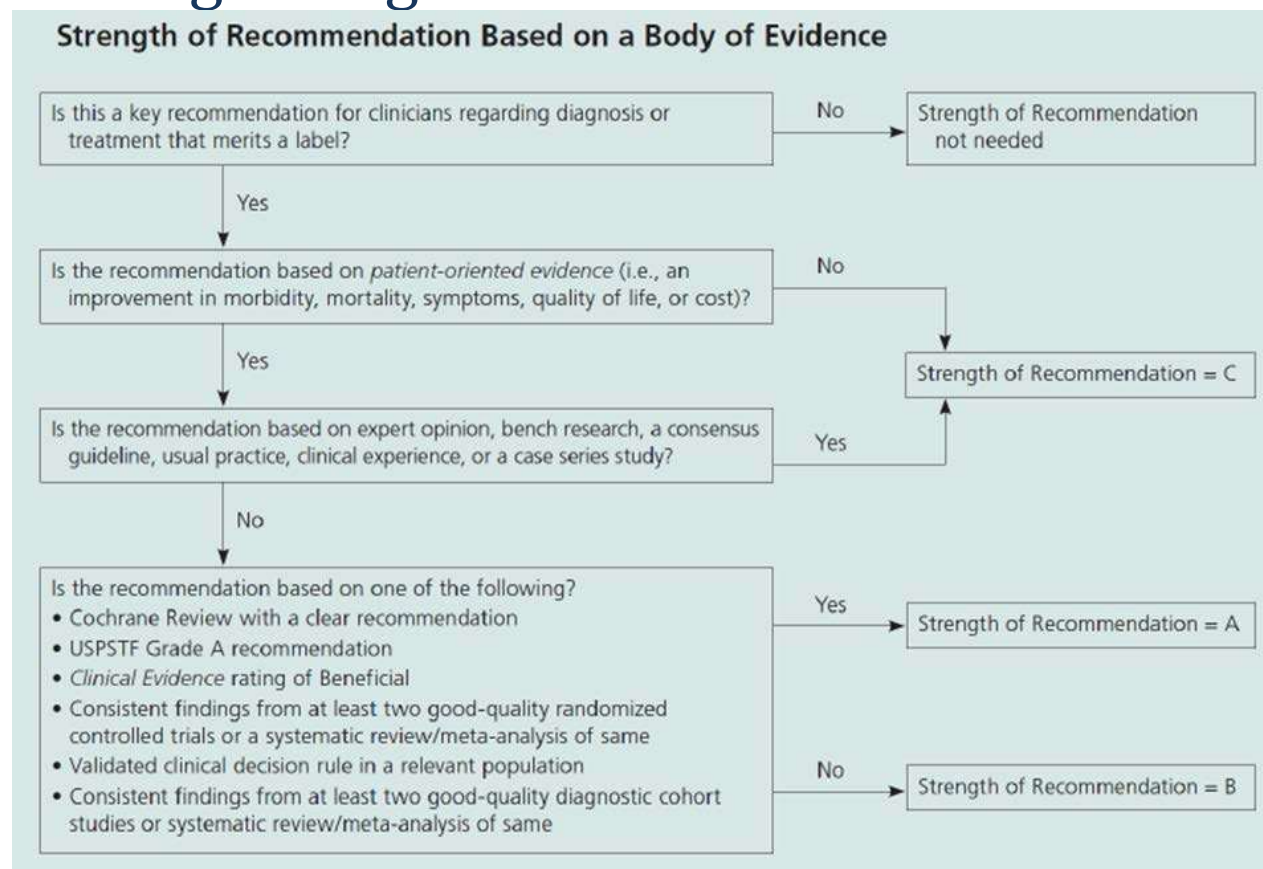 Strength of Recommendation Based on a Body of Evidence
Is this a key recommendation for clinicians regarding diagnosis or
treatment that merits a label?
No
Strength of Recommendation
not needed
Yes
Is the recommendation based on patient-oriented evidence (i.e., an
improvement in morbidity, mortality, symptoms, quality of life, or cost)?
No
Yes
Strength of Recommendation = C
Is the recommendation based on expert opinion, bench research, a consensus
guideline, usual practice, clinical experience, or a case series study?
Yes
No
Is the recommendation based on one of the following?
• Cochrane Review with a clear recommendation
• USPSTF Grade A recommendation
• Clinical Evidence rating of Beneficial
• Consistent findings from at least two good-quality randomized
controlled trials or a systematic review/meta-analysis of same
• Validated clinical decision rule in a relevant population
• Consistent findings from at least two good-quality diagnostic cohort
studies or systematic review/meta-analysis of same
Yes
Strength of Recommendation = A
No
Strength of Recommendation = B